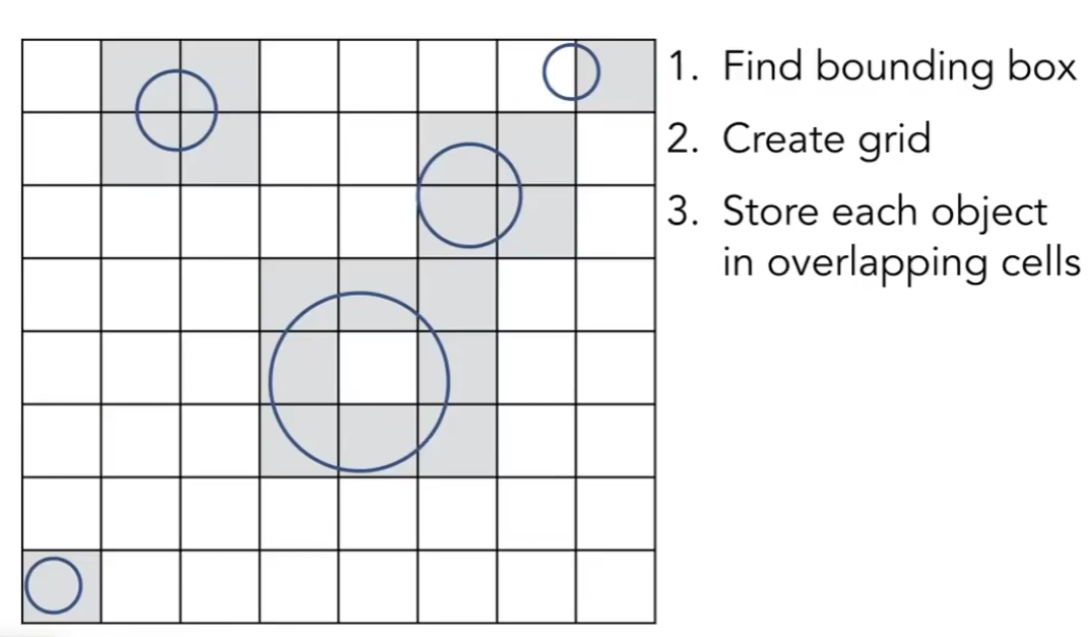 1. Find bounding box
2. Create grid
3. Store each object
in overlapping cells